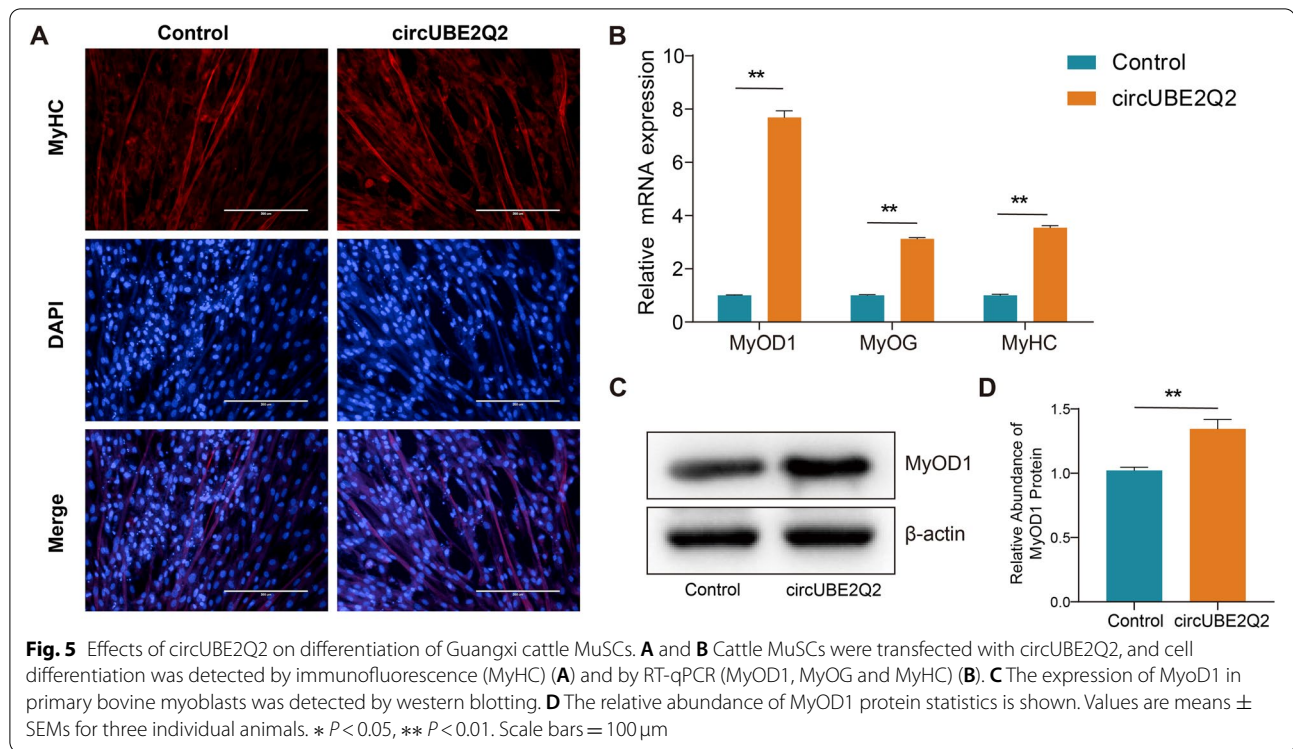 A
Control
circUBE2Q2
MyHC
DAPI
Merge
B
Relative mRNA expression
10
8
6
4
2
0
**
**
**
MyOD1
MyOG
MyHC
Control
circUBE2Q2
C
MyOD1
β-actin
Control
circUBE2Q2
D
Relative Abundance of
MyOD1 Protein
1.5
1.0
0.5
0.0
**
Control
circUBE2Q2
Fig. 5 Effects of circUBE2Q2 on differentiation of Guangxi cattle MuSCs. A and B Cattle MuSCs were transfected with circUBE2Q2, and cell
differentiation was detected by immunofluorescence (MyHC) (A) and by RT-qPCR (MyOD1, MyOG and MyHC) (B). C The expression of MyoD1 in
primary bovine myoblasts was detected by western blotting. D The relative abundance of MyOD1 protein statistics is shown. Values are means ±
SEMs for three individual animals. * P < 0.05, ** P < 0.01. Scale bars = 100 μm